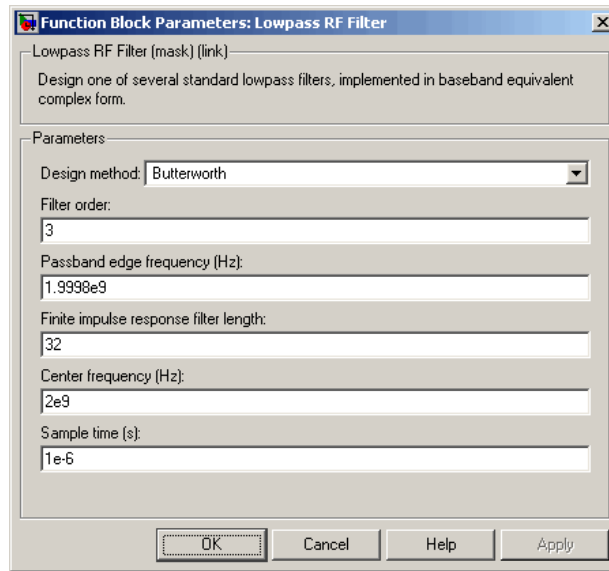 Function Block Parameters: Lowpass RF Filter
Lowpass RF Filter (mask) (link)
Design one of several standard lowpass filters, implemented in baseband equivalent
complex form.
Parameters
Design method: Butterworth
Filter order:
3
Passband edge frequency (Hz):
1.9998e9
Finite impulse response filter length:
32
Center frequency (Hz):
2e9
Sample time (s):
1e-6
OK Cancel Help Apply